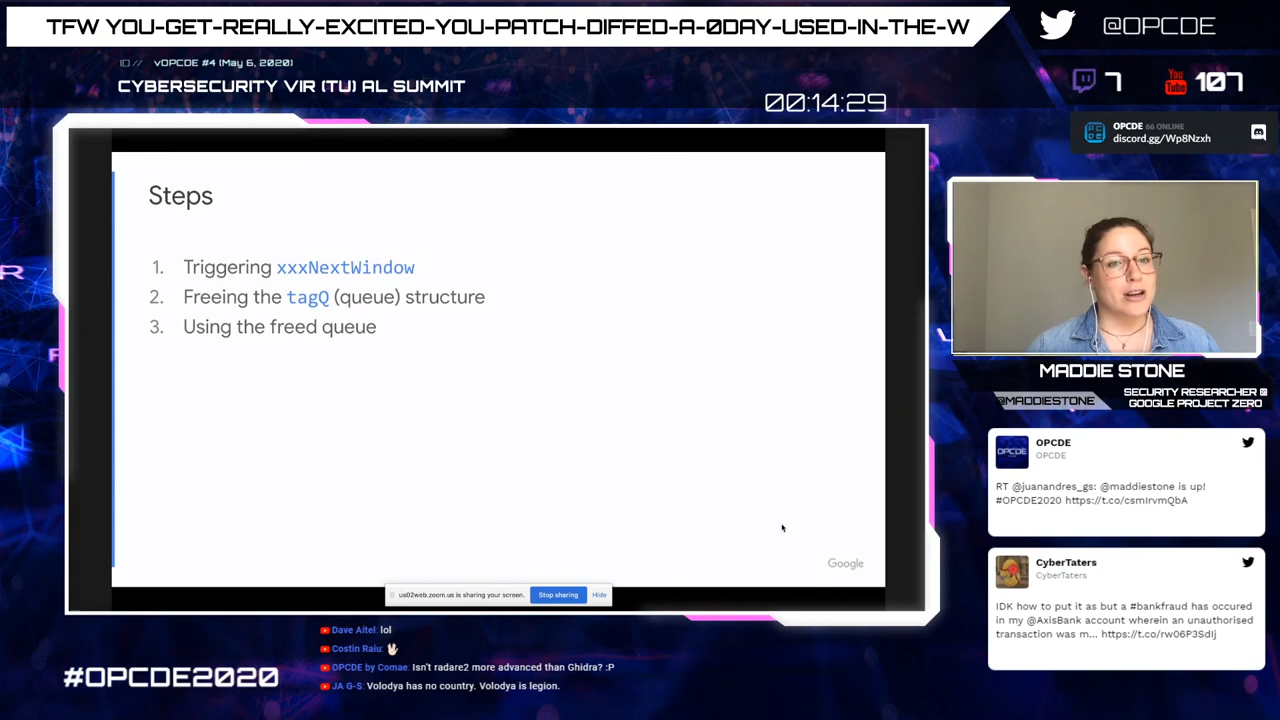 TFW YOU-GET-REALLY-EXCITED-YOU-PATCH-DIFFED-A-0DAY-USED-IN-THE-W
@OPCDE
ID // vOPCDE #4 (May 6, 2020)
CYBERSECURITY VIR (TU) AL SUMMIT
00:14:29
7
You Tube
107
OPCDE 66 ONLINE
discord.gg/Wp8Nzxh
Steps
1. Triggering xxxNextWindow
2. Freeing the tagQ (queue) structure
3. Using the freed queue
Google
us02web.zoom.us is sharing your screen. Stop sharing Hide
MADDIE STONE
@MADDIESTONE
SECURITY RESEARCHER @
GOOGLE PROJECT ZERO
OPCDE
OPCDE
OPCDE
RT @juanandres_gs: @maddiestone is up!
#OPCDE2020 https://t.co/csmIrvmQbA
CyberTaters
CyberTaters
IDK how to put it as but a #bankfraud has occured
in my @AxisBank account wherein an unauthorised
transaction was m... https://t.co/rw06P3SdIj
Dave Aitel: lol
Costin Raiu: 🖖🏻
OPCDE by Comae: Isn't radare2 more advanced than Ghidra? :P
JA G-S: Volodya has no country. Volodya is legion.
#OPCDE2020